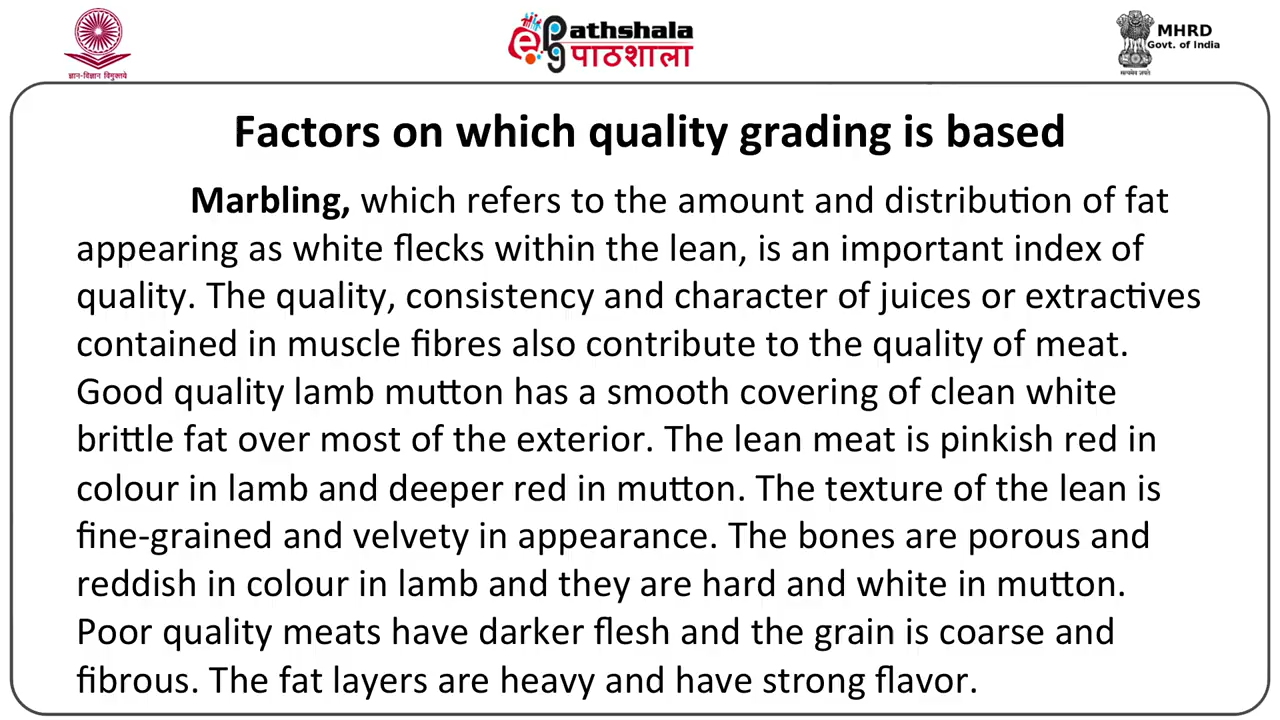 ज्ञान-विज्ञान विमुक्तये
epathshala
पाठशाला
MHRD
Govt. of India
सत्यमेव जयते
Factors on which quality grading is based
Marbling, which refers to the amount and distribution of fat
appearing as white flecks within the lean, is an important index of
quality. The quality, consistency and character of juices or extractives
contained in muscle fibres also contribute to the quality of meat.
Good quality lamb mutton has a smooth covering of clean white
brittle fat over most of the exterior. The lean meat is pinkish red in
colour in lamb and deeper red in mutton. The texture of the lean is
fine-grained and velvety in appearance. The bones are porous and
reddish in colour in lamb and they are hard and white in mutton.
Poor quality meats have darker flesh and the grain is coarse and
fibrous. The fat layers are heavy and have strong flavor.